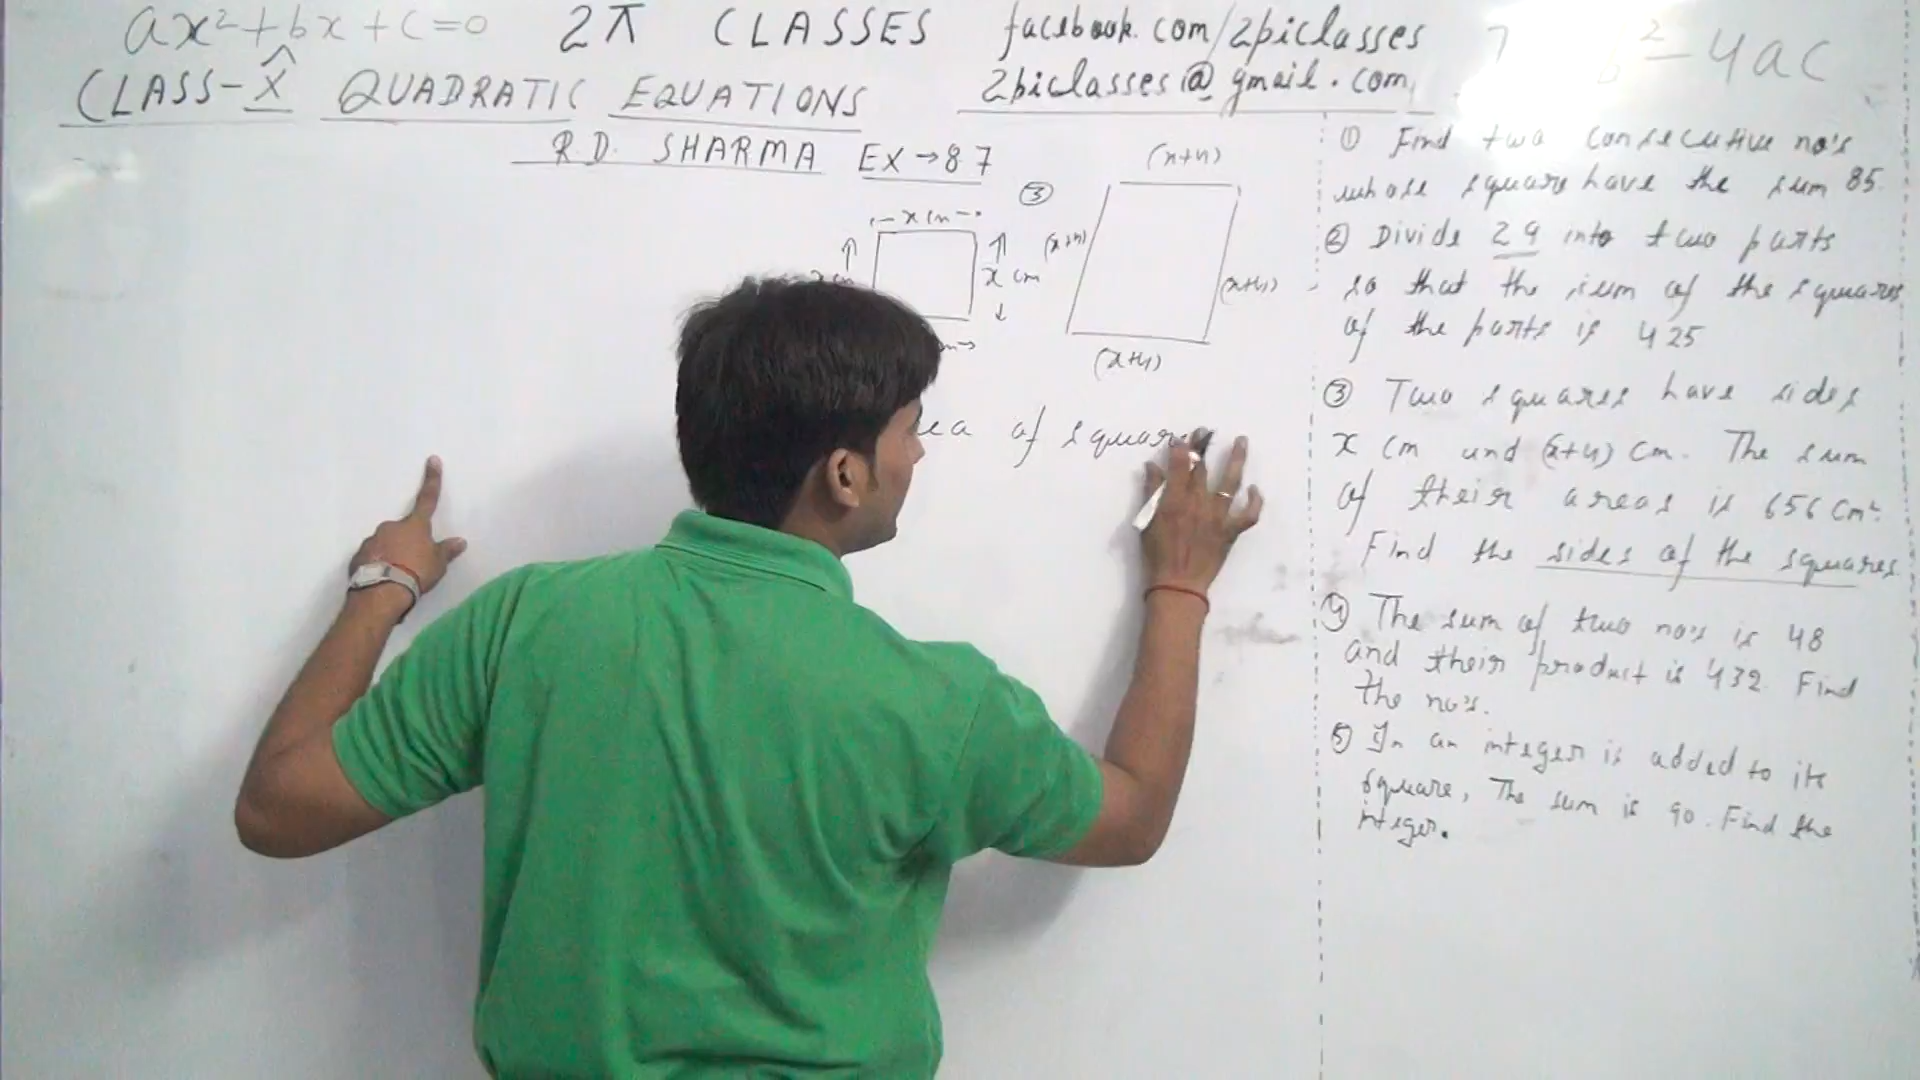 ax²+bx+c=0 2π CLASSES facebook.com/2piclasses
b²-4ac
CLASS-X QUADRATIC EQUATIONS 2piclasses@gmail.com
R.D. SHARMA EX→8.7
③
x cm
x cm
(x+4)
(x+4)
(x+4)
(x+4)
of square
① Find two consecutive no's
whose square have the sum 85.
② Divide 29 into two parts
so that the sum of the squares
of the parts is 425
③ Two squares have sides
x cm and (x+4) cm. The sum
of their areas is 656 cm².
Find the sides of the squares.
④ The sum of two no's is 48
and their product is 432. Find
the no's.
⑤ In an integer is added to its
square, The sum is 90. Find the
integer.